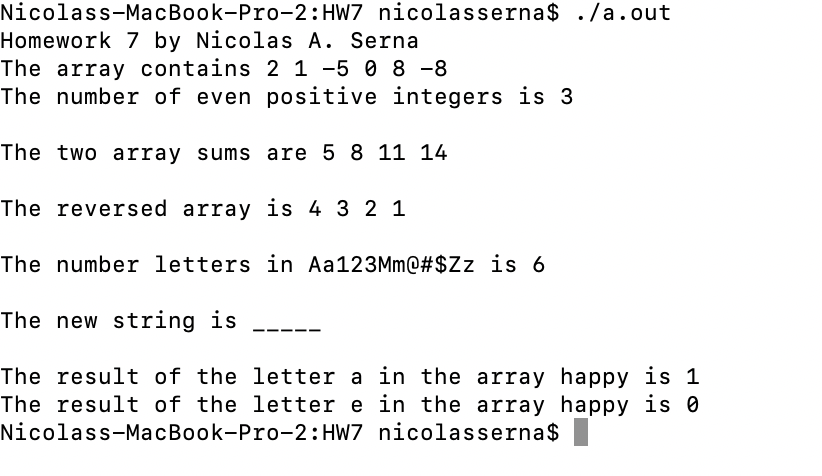 Nicolass-MacBook-Pro-2:HW7 nicolasserna$ ./a.out
Homework 7 by Nicolas A. Serna
The array contains 2 1 -5 0 8 -8
The number of even positive integers is 3
The two array sums are 5 8 11 14
The reversed array is 4 3 2 1
The number letters in Aa123Mm@#$Zz is 6
The new string is _____
The result of the letter a in the array happy is 1
The result of the letter e in the array happy is 0
Nicolass-MacBook-Pro-2:HW7 nicolasserna$